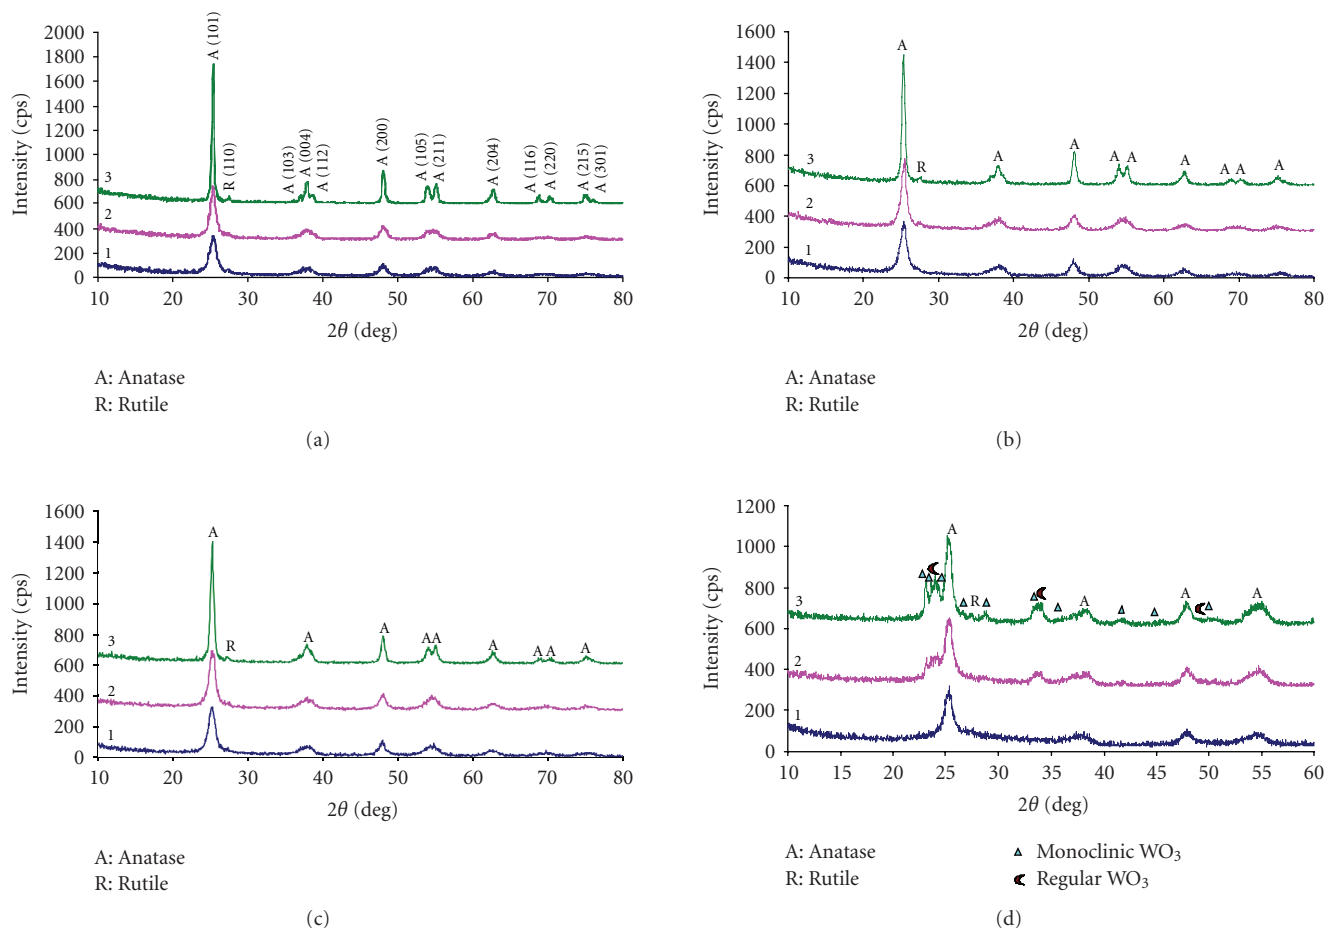 2000
1800
1600
1400
1200
1000
800
600
400
200
0
Intensity (cps)
A (101)
R (110)
A (103)
A (004)
A (112)
A (200)
A (105)
A (211)
A (204)
A (116)
A (220)
A (215)
A (301)
3
2
1
10 20 30 40 50 60 70 80
2θ (deg)
A: Anatase
R: Rutile
(a)
1600
1400
1200
1000
800
600
400
200
0
Intensity (cps)
A
R
A
A
A A
A
A A
A
3
2
1
10 20 30 40 50 60 70 80
2θ (deg)
A: Anatase
R: Rutile
(b)
1600
1400
1200
1000
800
600
400
200
0
Intensity (cps)
A
R
A
A
A A
A
A A
A
3
2
1
10 20 30 40 50 60 70 80
2θ (deg)
A: Anatase
R: Rutile
(c)
1200
1000
800
600
400
200
0
Intensity (cps)
A
R
A
A
A
3
2
1
10 15 20 25 30 35 40 45 50 55 60
2θ (deg)
A: Anatase
R: Rutile
Monoclinic WO₃
Regular WO₃
(d)